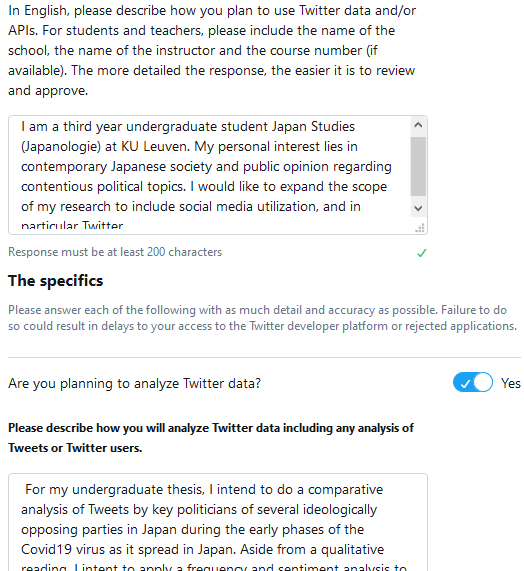 In English, please describe how you plan to use Twitter data and/or
APIs. For students and teachers, please include the name of the
school, the name of the instructor and the course number (if
available). The more detailed the response, the easier it is to review
and approve.
I am a third year undergraduate student Japan Studies
(Japanologie) at KU Leuven. My personal interest lies in
contemporary Japanese society and public opinion regarding
contentious political topics. I would like to expand the scope
of my research to include social media utilization, and in
particular Twitter
Response must be at least 200 characters
The specifics
Please answer each of the following with as much detail and accuracy as possible. Failure to do
so could result in delays to your access to the Twitter developer platform or rejected applications.
Are you planning to analyze Twitter data?
Yes
Please describe how you will analyze Twitter data including any analysis of
Tweets or Twitter users.
For my undergraduate thesis, I intend to do a comparative
analysis of Tweets by key politicians of several ideologically
opposing parties in Japan during the early phases of the
Covid19 virus as it spread in Japan. Aside from a qualitative
reading, I intent to apply a frequency and sentiment analysis to